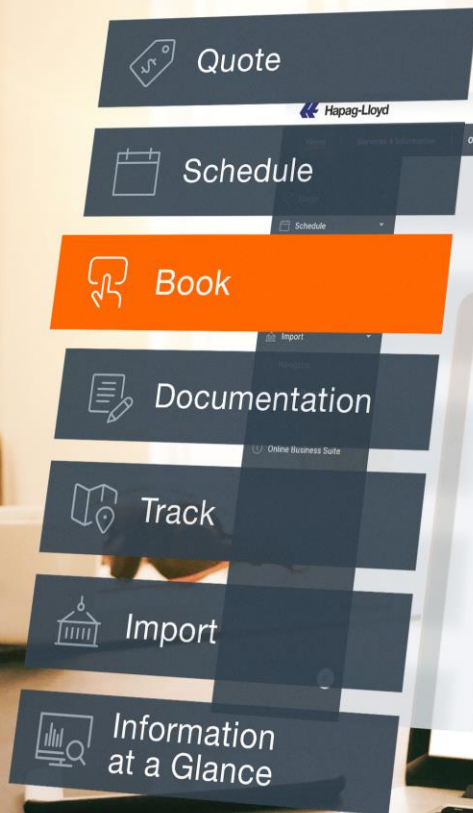 Quote
Hapag-Lloyd
Schedule
Schedule
Book
Import
Documentation
Online Business Suite
Track
Import
Information
at a Glance